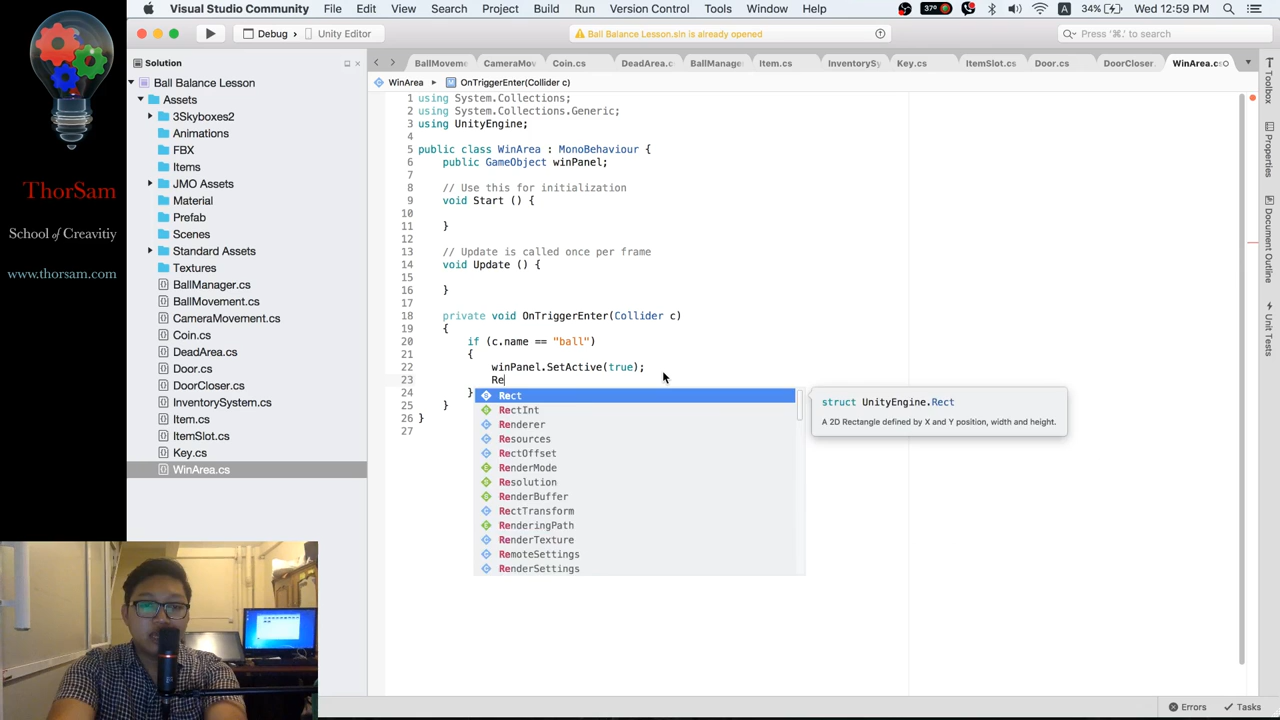 Visual Studio Community File Edit View Search Project Build Run Version Control Tools Window Help 37° A 34% Wed 12:59 PM
Debug Unity Editor Ball Balance Lesson.sln is already opened Press '⌘.' to search
Solution
BallMoveme CameraMov Coin.cs DeadArea.c BallManage Item.cs InventorySy Key.cs ItemSlot.cs Door.cs DoorCloser. WinArea.cs
WinArea OnTriggerEnter(Collider c)
Ball Balance Lesson
Assets
3Skyboxes2
Animations
FBX
Items
JMO Assets
Material
Prefab
Scenes
Standard Assets
Textures
BallManager.cs
BallMovement.cs
CameraMovement.cs
Coin.cs
DeadArea.cs
Door.cs
DoorCloser.cs
InventorySystem.cs
Item.cs
ItemSlot.cs
Key.cs
WinArea.cs
1 using System.Collections;
2 using System.Collections.Generic;
3 using UnityEngine;
4
5 public class WinArea : MonoBehaviour {
6 public GameObject winPanel;
7
8 // Use this for initialization
9 void Start () {
10
11 }
12
13 // Update is called once per frame
14 void Update () {
15
16 }
17
18 private void OnTriggerEnter(Collider c)
19 {
20 if (c.name == "ball")
21 {
22 winPanel.SetActive(true);
23 Re
24 }
25 }
26 }
27
Rect
RectInt
Renderer
Resources
RectOffset
RenderMode
Resolution
RenderBuffer
RectTransform
RenderingPath
RenderTexture
RemoteSettings
RenderSettings
struct UnityEngine.Rect
A 2D Rectangle defined by X and Y position, width and height.
Toolbox
Properties
Document Outline
Unit Tests
Errors Tasks
ThorSam
School of Creavitiy
www.thorsam.com